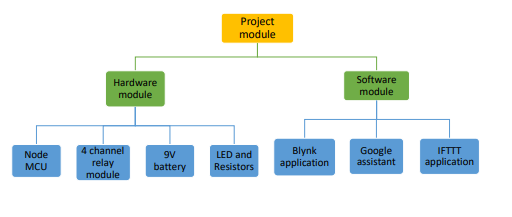 Project
module
Hardware
module
Software
module
Node
MCU
4 channel
relay
module
9V
battery
LED and
Resistors
Blynk
application
Google
assistant
IFTTT
application